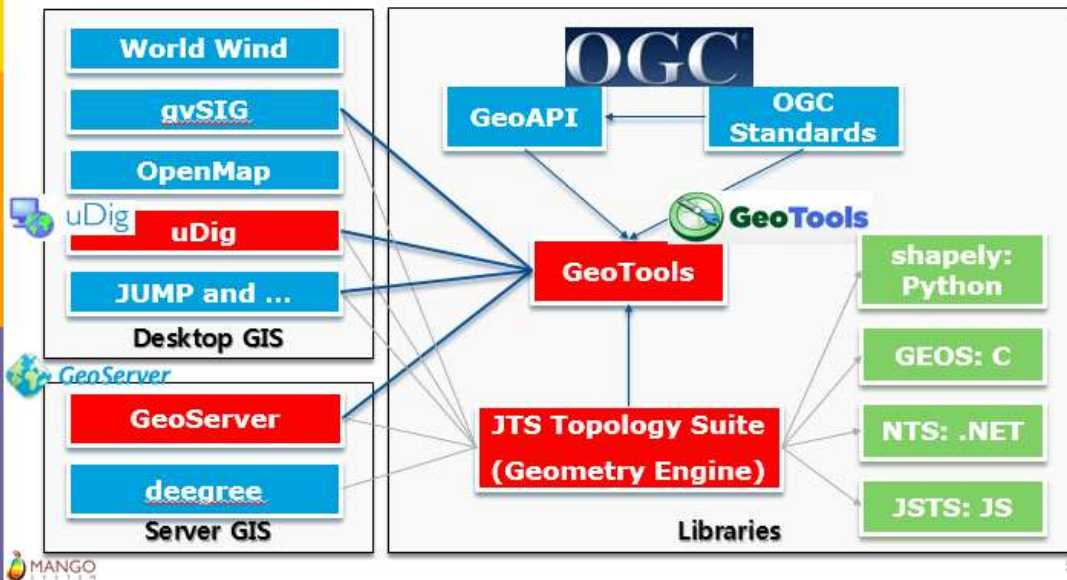 World Wind
gvSIG
OpenMap
uDig
uDig
JUMP and ...
Desktop GIS
GeoServer
GeoServer
deegree
Server GIS
OGC
GeoAPI
OGC
Standards
GeoTools
GeoTools
JTS Topology Suite
(Geometry Engine)
shapely:
Python
GEOS: C
NTS: .NET
JSTS: JS
Libraries
MANGO
SYSTEM